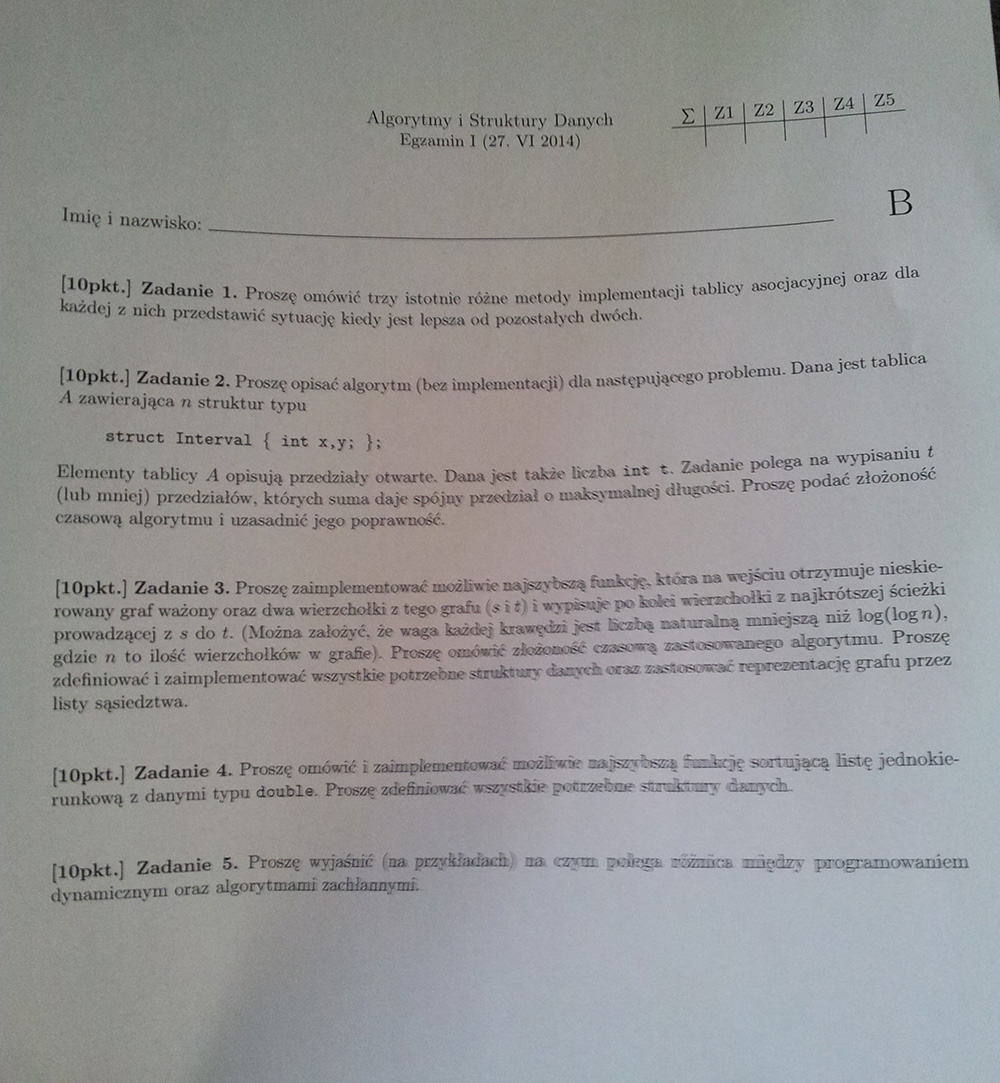 Algorytmy i Struktury Danych
Egzamin I (27. VI 2014)
Σ Z1 Z2 Z3 Z4 Z5
Imię i nazwisko:
B
[10pkt.] Zadanie 1. Proszę omówić trzy istotnie różne metody implementacji tablicy asocjacyjnej oraz dla
każdej z nich przedstawić sytuację kiedy jest lepsza od pozostałych dwóch.
[10pkt.] Zadanie 2. Proszę opisać algorytm (bez implementacji) dla następującego problemu. Dana jest tablica
A zawierająca n struktur typu
struct Interval { int x,y; };
Elementy tablicy A opisują przedziały otwarte. Dana jest także liczba int t. Zadanie polega na wypisaniu t
(lub mniej) przedziałów, których suma daje spójny przedział o maksymalnej długości. Proszę podać złożoność
czasową algorytmu i uzasadnić jego poprawność.
[10pkt.] Zadanie 3. Proszę zaimplementować możliwie najszybszą funkcję, która na wejściu otrzymuje nieskie-
rowany graf ważony oraz dwa wierzchołki z tego grafu (s i t) i wypisuje po kolei wierzchołki z najkrótszej ścieżki
prowadzącej z s do t. (Można założyć, że waga każdej krawędzi jest liczbą naturalną mniejszą niż log(log n),
gdzie n to ilość wierzchołków w grafie). Proszę omówić złożoność czasową zastosowanego algorytmu. Proszę
zdefiniować i zaimplementować wszystkie potrzebne struktury danych oraz zastosować reprezentację grafu przez
listy sąsiedztwa.
[10pkt.] Zadanie 4. Proszę omówić i zaimplementować możliwie najszybszą funkcję sortującą listę jednokie-
runkową z danymi typu double. Proszę zdefiniować wszystkie potrzebne struktury danych.
[10pkt.] Zadanie 5. Proszę wyjaśnić (na przykładach) na czym polega różnica między programowaniem
dynamicznym oraz algorytmami zachłannymi.